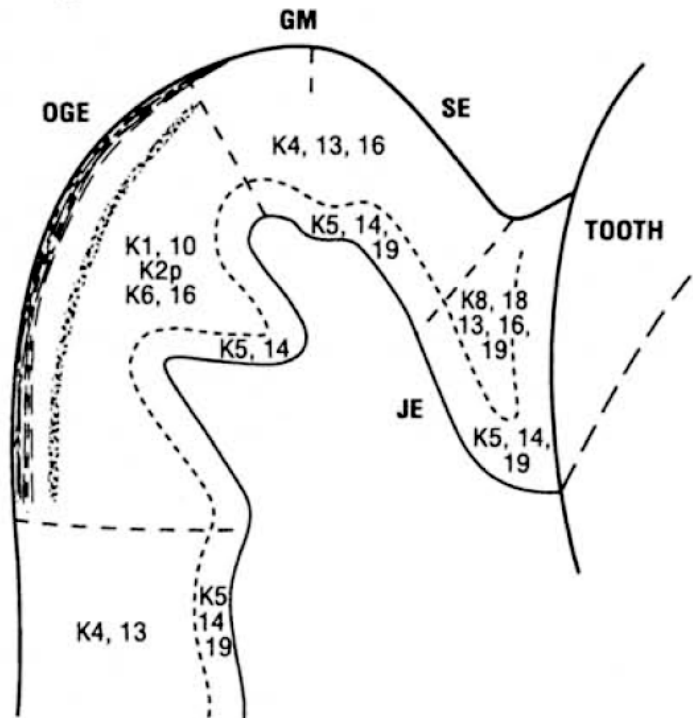 GM
OGE
SE
K4, 13, 16
K5, 14,
19
TOOTH
K1, 10
K2p
K6, 16
K8, 18
13, 16,
19
K5, 14
JE
K5, 14,
19
K5
14
19
K4, 13